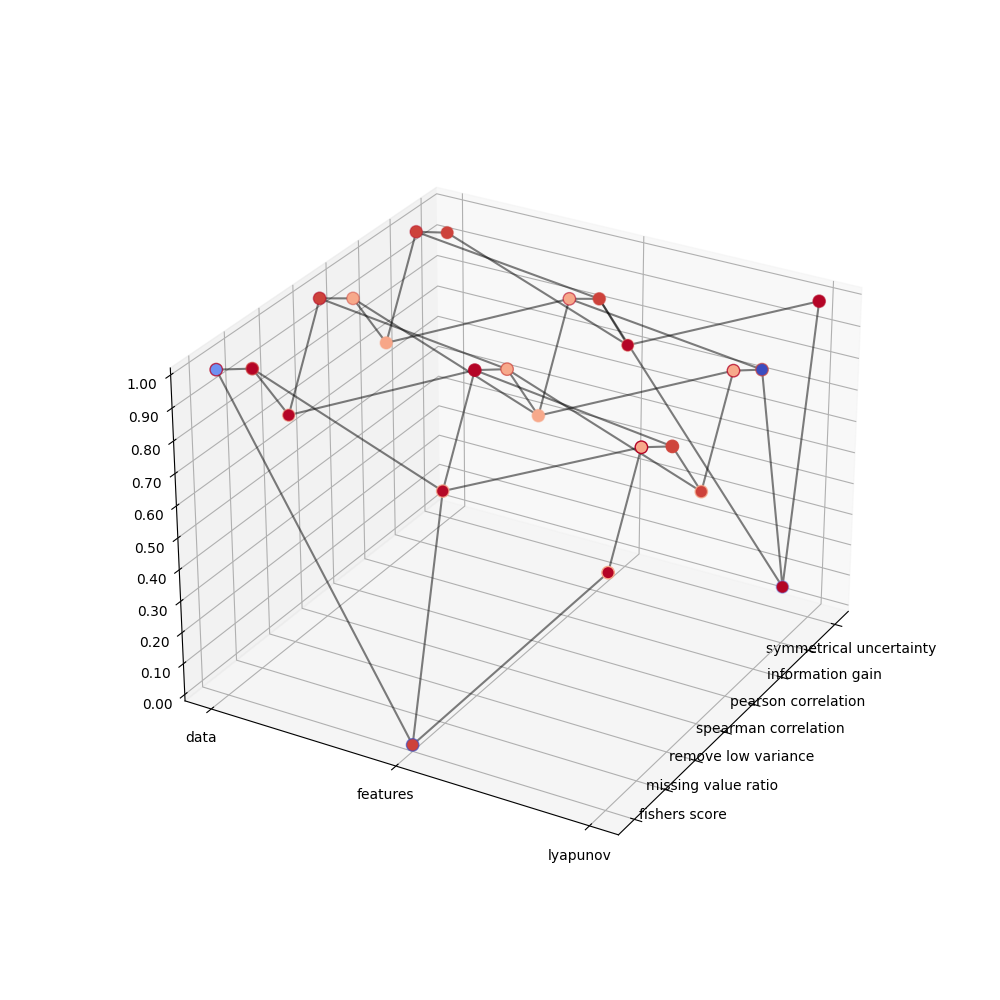 1.00
0.90
0.80
0.70
0.60
0.50
0.40
0.30
0.20
0.10
0.00
data
features
lyapunov
symmetrical uncertainty
information gain
pearson correlation
spearman correlation
remove low variance
missing value ratio
fishers score